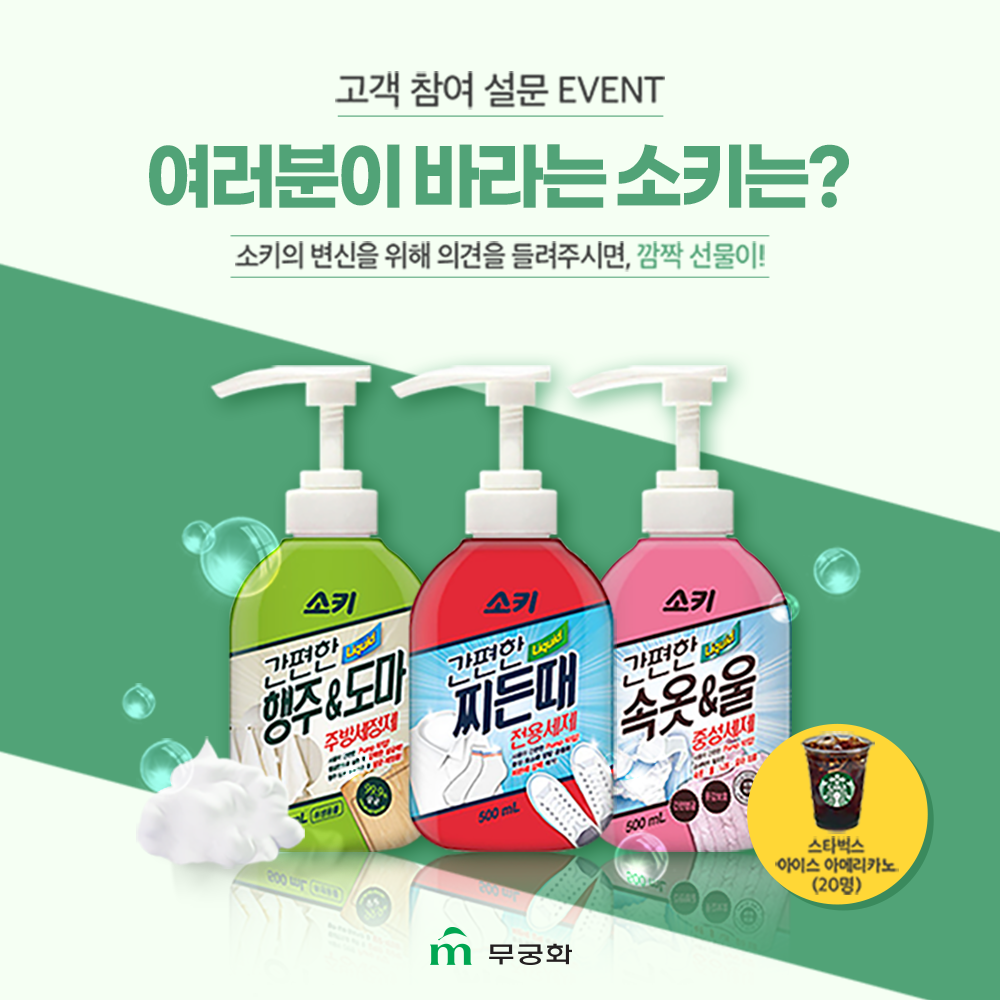 고객 참여 설문 EVENT
여러분이 바라는 소키는?
소키의 변신을 위해 의견을 들려주시면, 깜짝 선물이!
소키
간편한 Liquid
행주&도마
주방세정제
99.9%
소키
간편한 Liquid
찌든때
전용세제
500 mL
소키
간편한 Liquid
속옷&울
중성세제
500 mL
스타벅스
아이스 아메리카노
(20명)
무궁화